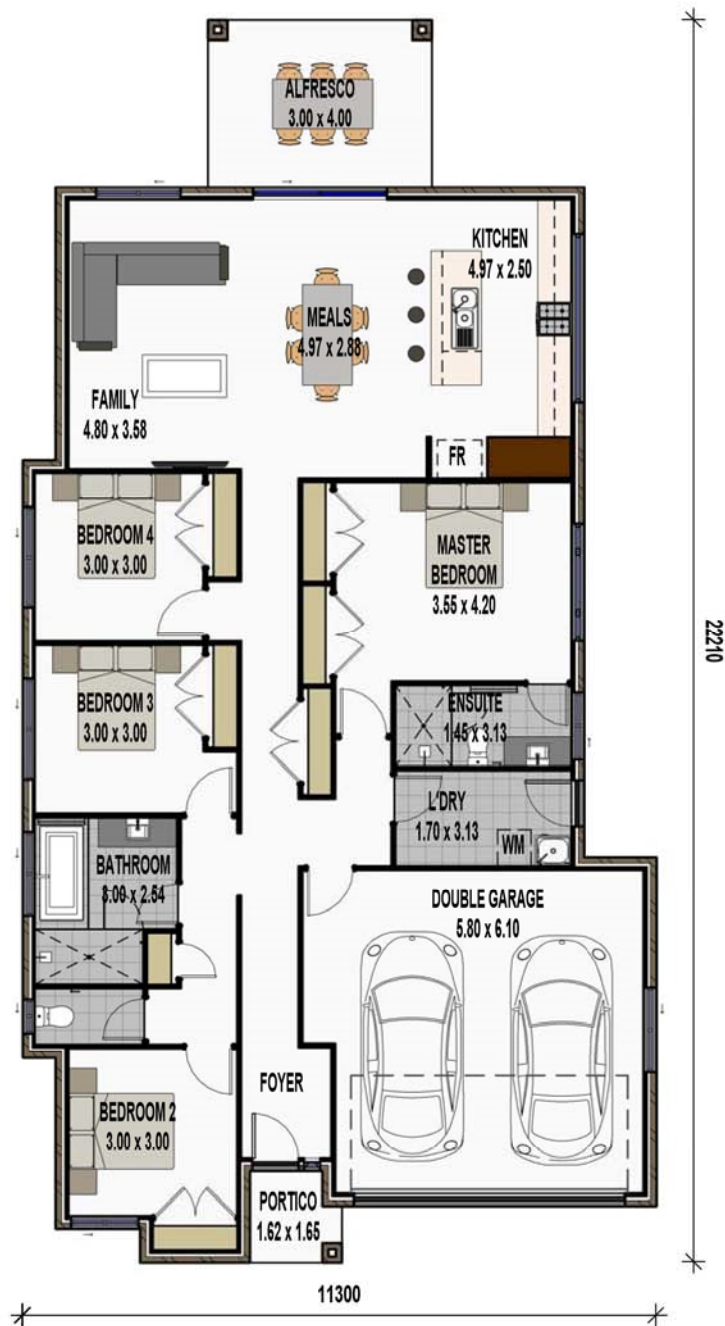 ALFRESCO
3.00 x 4.00
KITCHEN
4.97 x 2.50
MEALS
4.97 x 2.88
FAMILY
4.80 x 3.58
FR
BEDROOM 4
3.00 x 3.00
MASTER
BEDROOM
3.55 x 4.20
22210
BEDROOM 3
3.00 x 3.00
ENSUITE
1.45 x 3.13
L'DRY
1.70 x 3.13
WM
BATHROOM
3.00 x 2.54
DOUBLE GARAGE
5.80 x 6.10
FOYER
BEDROOM 2
3.00 x 3.00
PORTICO
1.62 x 1.65
11300